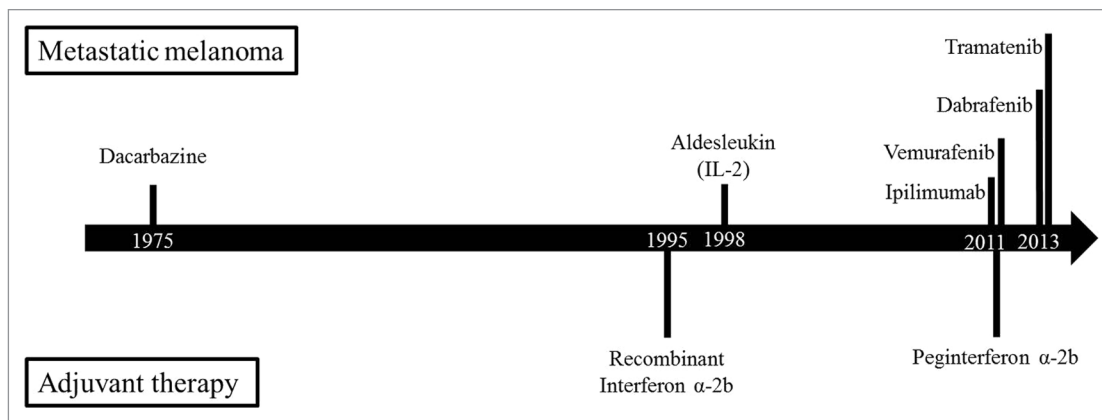 Metastatic melanoma
Tramatenib
Dabrafenib
Dacarbazine
Aldesleukin
(IL-2)
Vemurafenib
Ipilimumab
1975
1995
1998
2011
2013
Recombinant
Interferon α-2b
Peginterferon α-2b
Adjuvant therapy